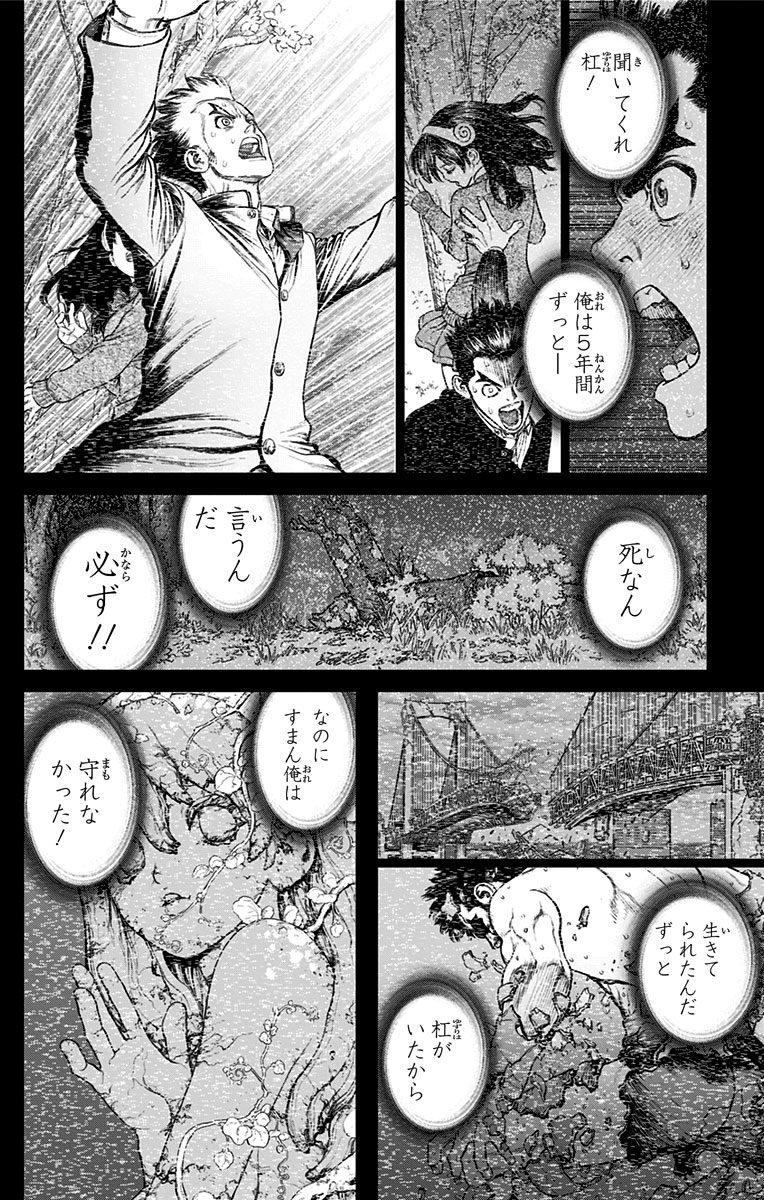 聞いてくれ
杠！
俺は５年間
ずっとー
死なん
言うん
だ
必ず！！
生きて
られたんだ
ずっと
杠が
いたから
なのに
すまん俺は
守れな
かった！